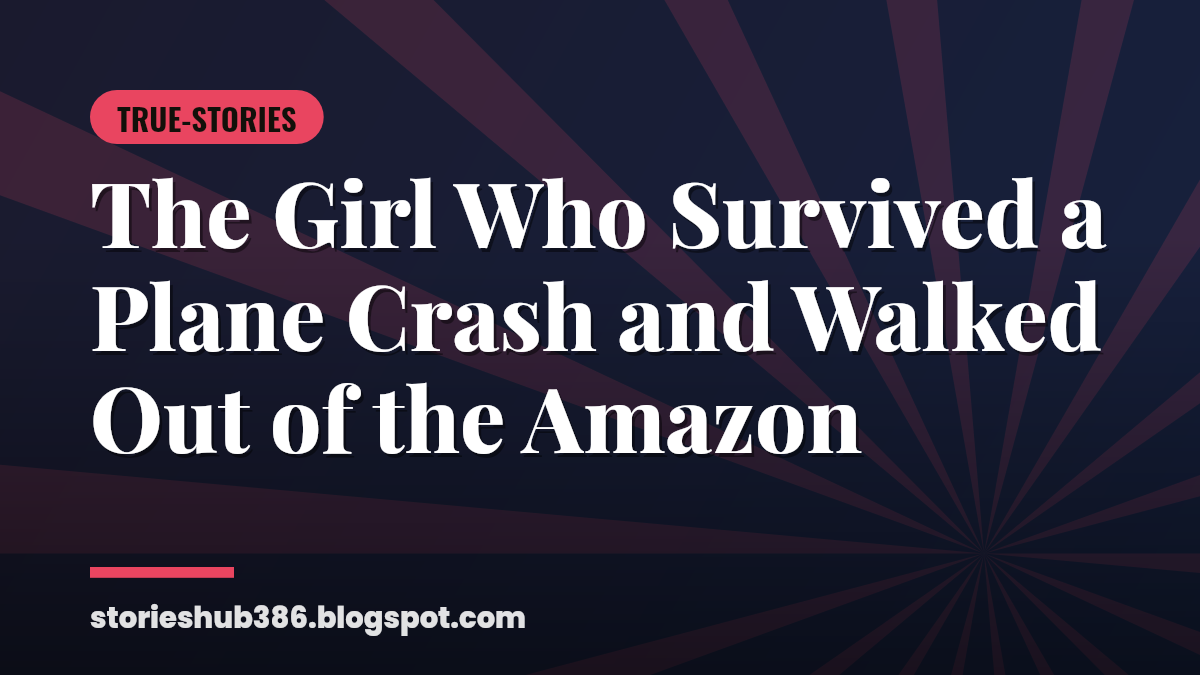 TRUE-STORIES
The Girl Who Survived a
Plane Crash and Walked
Out of the Amazon
storieshub386.blogspot.com